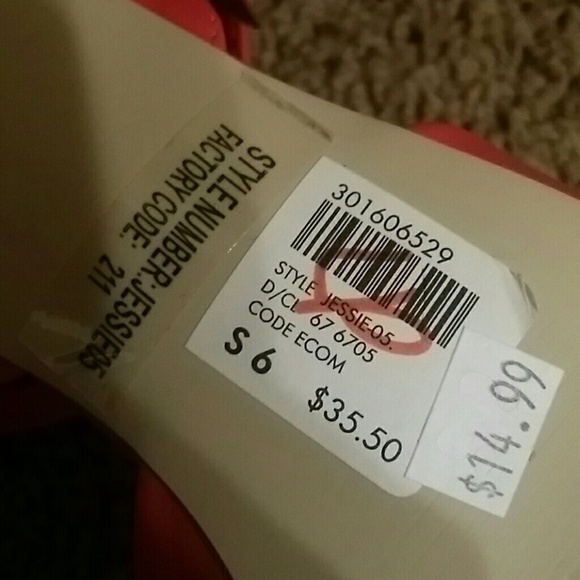 STYLE NUMBER: JESSIE05
FACTORY CODE: 211
301606529
STYLE JESSIE-05.
D/CL 67 6705
CODE ECOM
S 6
$35.50
$14.99